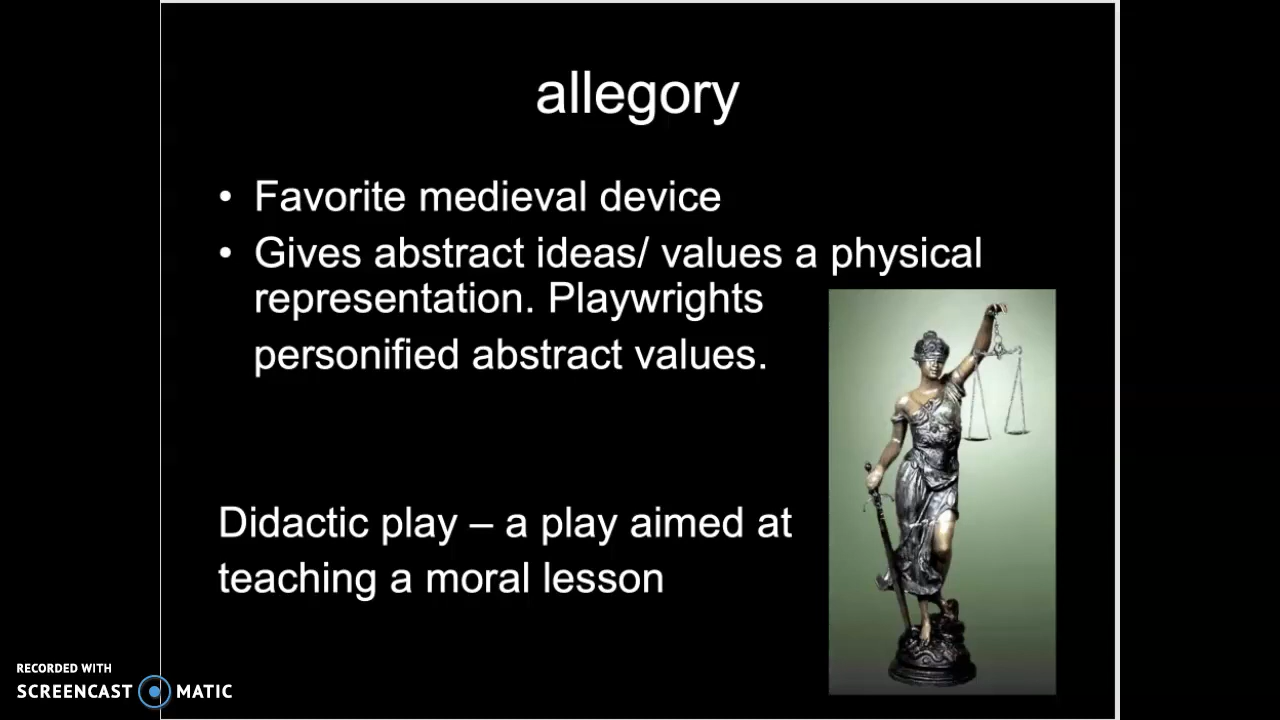 allegory
• Favorite medieval device
• Gives abstract ideas/ values a physical
representation. Playwrights
personified abstract values.
Didactic play – a play aimed at
teaching a moral lesson
RECORDED WITH
SCREENCAST MATIC